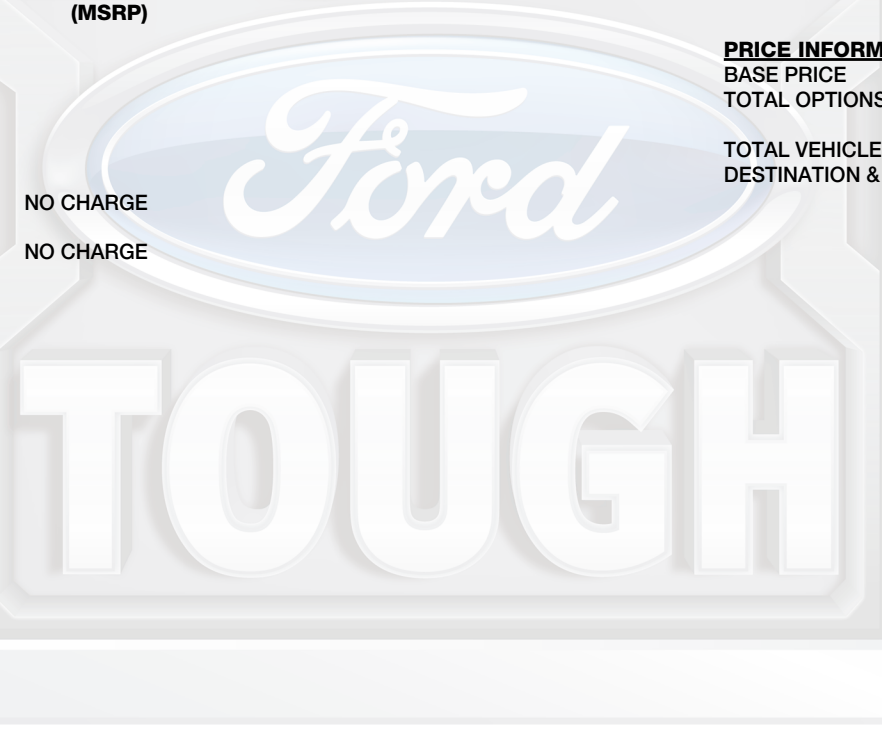 (MSRP)
PRICE INFORM
BASE PRICE
TOTAL OPTIONS
TOTAL VEHICLE
DESTINATION &
NO CHARGE
NO CHARGE
Ford
TOUGH